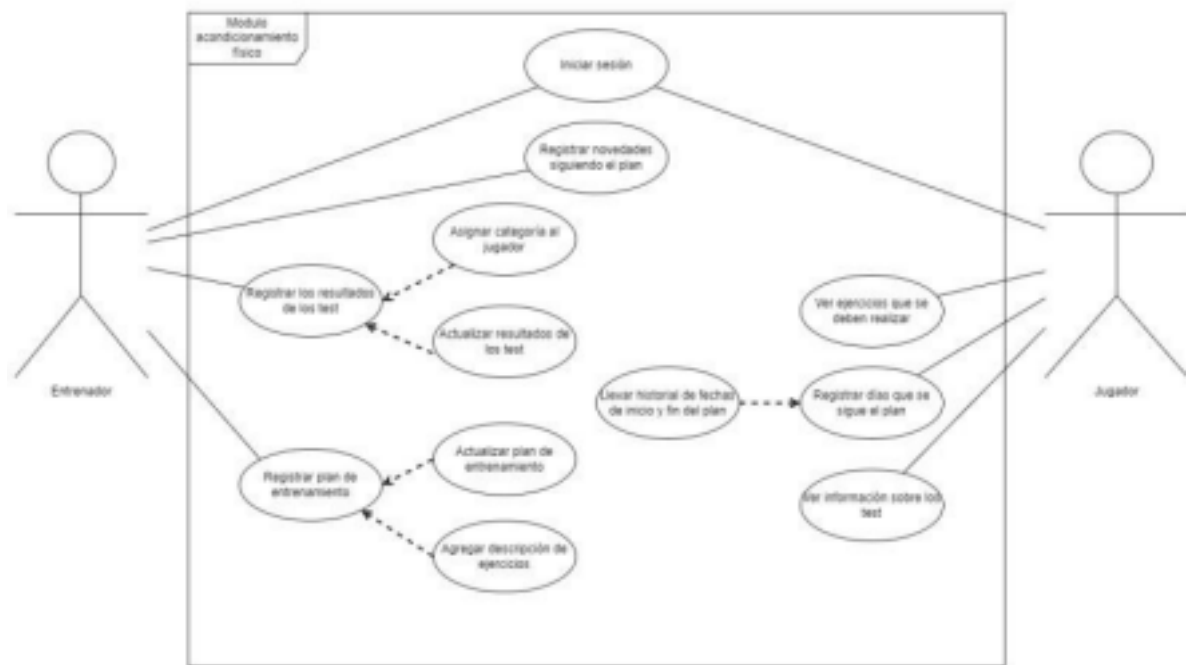 Modulo
acondicionamiento
físico
Iniciar sesión
Registrar novedades
siguiendo el plan
Asignar categoría al
jugador
Registrar los resultados
de los test
Actualizar resultados de
los test
Ver ejercicios que se
deben realizar
Entrenador
Jugador
Llevar historial de fechas
de inicio y fin del plan
Registrar días que se
sigue el plan
Actualizar plan de
entrenamiento
Registrar plan de
entrenamiento
Ver información sobre los
test
Agregar descripción de
ejercicios